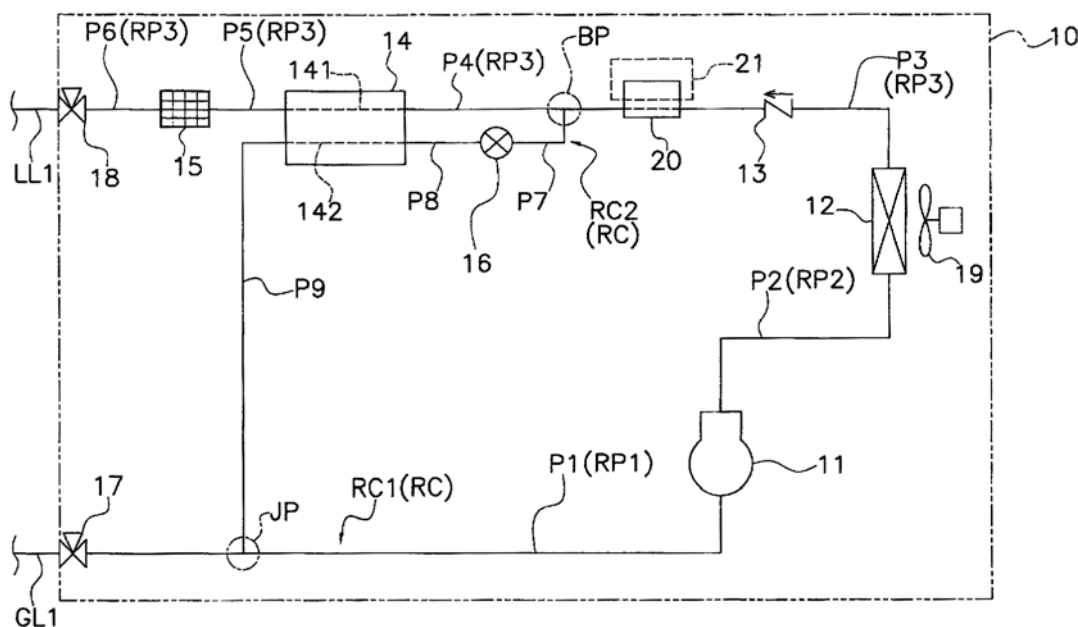 P6(RP3)
P5(RP3)
14
BP
10
141
P4(RP3)
21
P3
(RP3)
LL1
18
15
142
P8
16
P7
20
13
RC2
(RC)
12
19
P9
P2(RP2)
17
JP
RC1(RC)
P1(RP1)
11
GL1